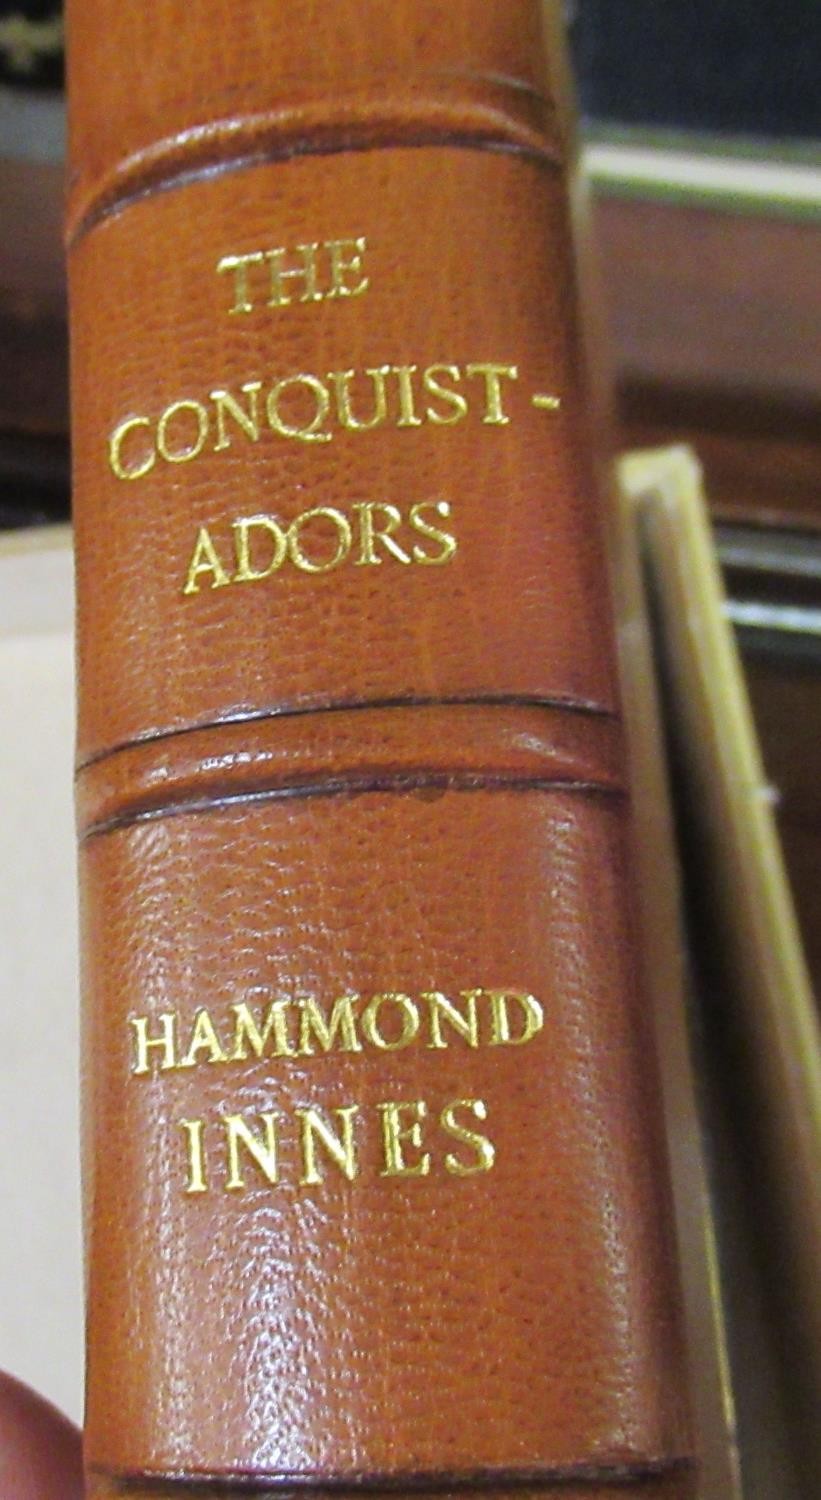 THE
CONQUIST-
ADORS
HAMMOND
INNES